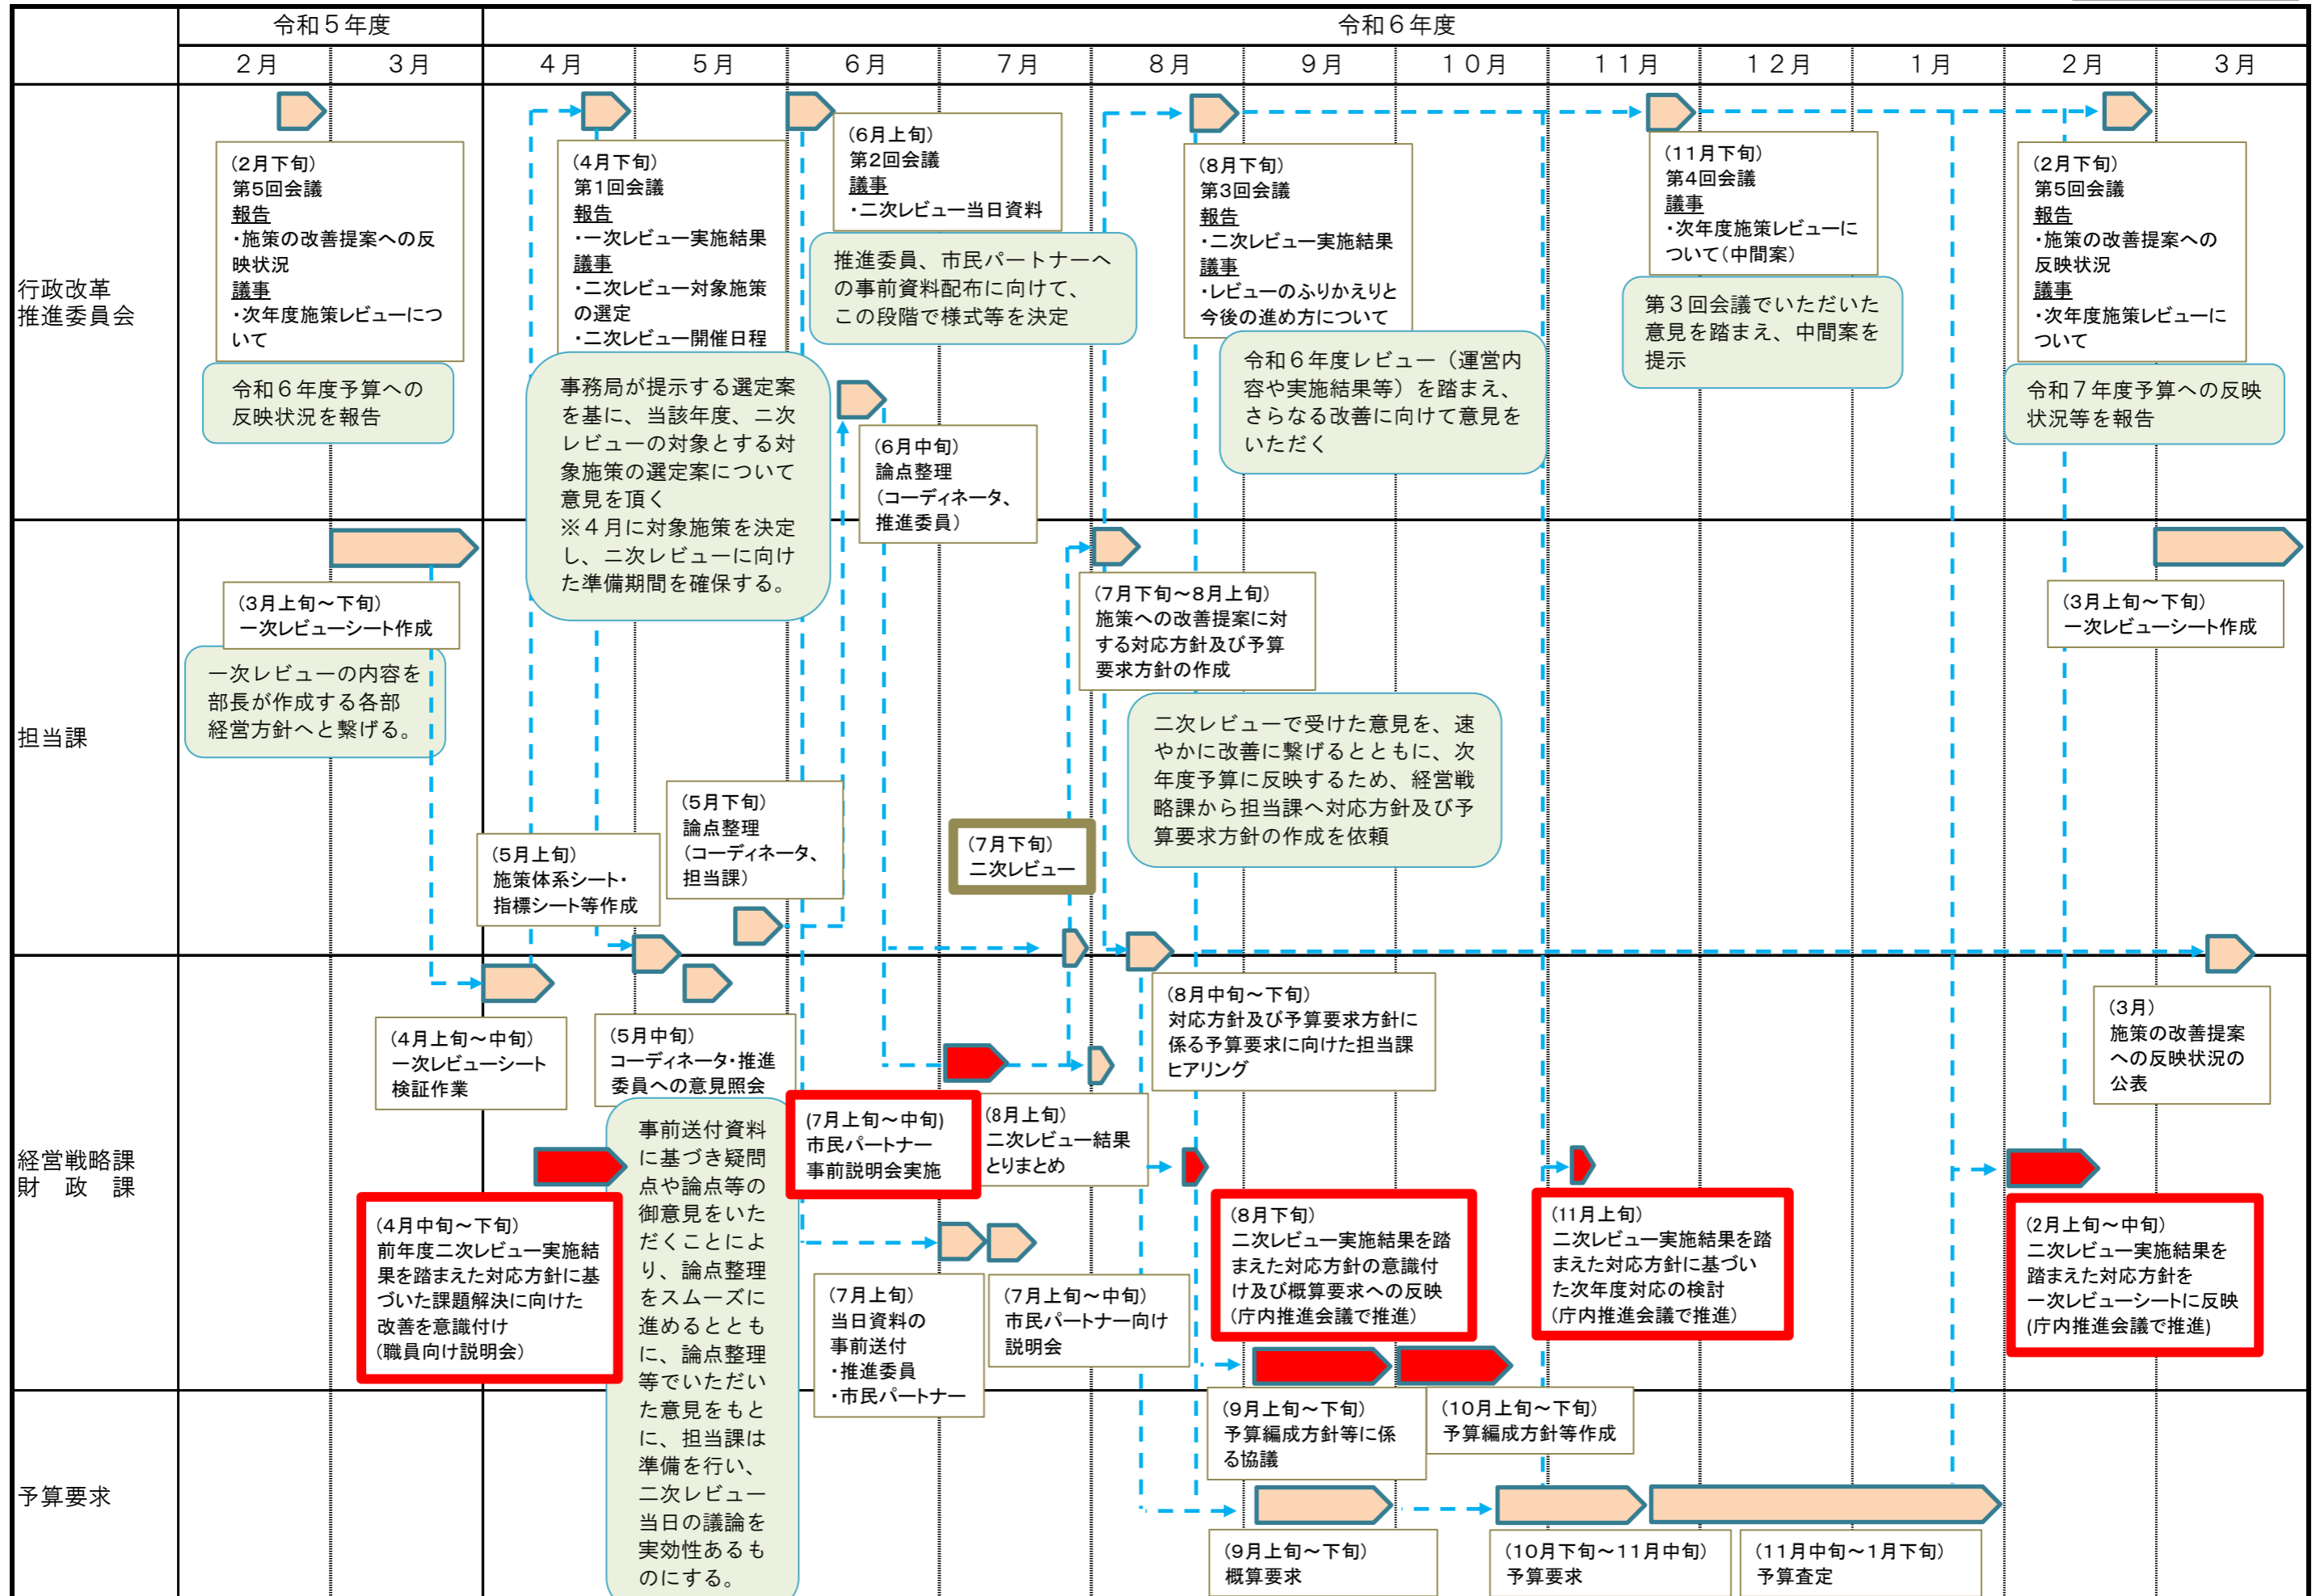 令和５年度
令和６年度
２月
３月
４月
５月
６月
７月
８月
９月
１０月
１１月
１２月
１月
２月
３月
行政改革
推進委員会
(2月下旬)
第5回会議
報告
・施策の改善提案への反
映状況
議事
・次年度施策レビューにつ
いて
令和６年度予算への
反映状況を報告
(4月下旬)
第1回会議
報告
・一次レビュー実施結果
議事
・二次レビュー対象施策
の選定
・二次レビュー開催日程
事務局が提示する選定案
を基に、当該年度、二次
レビューの対象とする対
象施策の選定案について
意見を頂く
※４月に対象施策を決定
し、二次レビューに向け
た準備期間を確保する。
(6月上旬)
第2回会議
議事
・二次レビュー当日資料
推進委員、市民パートナーへ
の事前資料配布に向けて、
この段階で様式等を決定
(6月中旬)
論点整理
(コーディネータ、
推進委員)
(8月下旬)
第3回会議
報告
・二次レビュー実施結果
議事
・レビューのふりかえりと
今後の進め方について
令和６年度レビュー（運営内
容や実施結果等）を踏まえ、
さらなる改善に向けて意見を
いただく
(11月下旬)
第4回会議
議事
・次年度施策レビューに
ついて(中間案)
第３回会議でいただいた
意見を踏まえ、中間案を
提示
(2月下旬)
第5回会議
報告
・施策の改善提案への
反映状況
議事
・次年度施策レビューに
ついて
令和７年度予算への反映
状況等を報告
担当課
(3月上旬～下旬)
一次レビューシート作成
一次レビューの内容を
部長が作成する各部
経営方針へと繋げる。
(5月上旬)
施策体系シート・
指標シート等作成
(5月下旬)
論点整理
(コーディネータ、
担当課)
(7月下旬)
二次レビュー
(7月下旬～8月上旬)
施策への改善提案に対
する対応方針及び予算
要求方針の作成
二次レビューで受けた意見を、速
やかに改善に繋げるとともに、次
年度予算に反映するため、経営戦
略課から担当課へ対応方針及び予
算要求方針の作成を依頼
(3月上旬～下旬)
一次レビューシート作成
経営戦略課
財　政　課
(4月上旬～中旬)
一次レビューシート
検証作業
(5月中旬)
コーディネータ・推進
委員への意見照会
事前送付資料
に基づき疑問
点や論点等の
御意見をいた
だくことによ
り、論点整理
をスムーズに
進めるととも
に、論点整理
等でいただい
た意見をもと
に、担当課は
準備を行い、
二次レビュー
当日の議論を
実効性あるも
のにする。
(4月中旬～下旬)
前年度二次レビュー実施結
果を踏まえた対応方針に基
づいた課題解決に向けた
改善を意識付け
(職員向け説明会)
(7月上旬～中旬)
市民パートナー
事前説明会実施
(8月上旬)
二次レビュー結果
とりまとめ
(7月上旬)
当日資料の
事前送付
・推進委員
・市民パートナー
(7月上旬～中旬)
市民パートナー向け
説明会
(8月中旬～下旬)
対応方針及び予算要求方針に
係る予算要求に向けた担当課
ヒアリング
(8月下旬)
二次レビュー実施結果を踏
まえた対応方針の意識付
け及び概算要求への反映
(庁内推進会議で推進)
(11月上旬)
二次レビュー実施結果を踏
まえた対応方針に基づい
た次年度対応の検討
(庁内推進会議で推進)
(3月)
施策の改善提案
への反映状況の
公表
(2月上旬～中旬)
二次レビュー実施結果を
踏まえた対応方針を
一次レビューシートに反映
(庁内推進会議で推進)
(9月上旬～下旬)
予算編成方針等に係
る協議
(10月上旬～下旬)
予算編成方針等作成
予算要求
(9月上旬～下旬)
概算要求
(10月下旬～11月中旬)
予算要求
(11月中旬～1月下旬)
予算査定